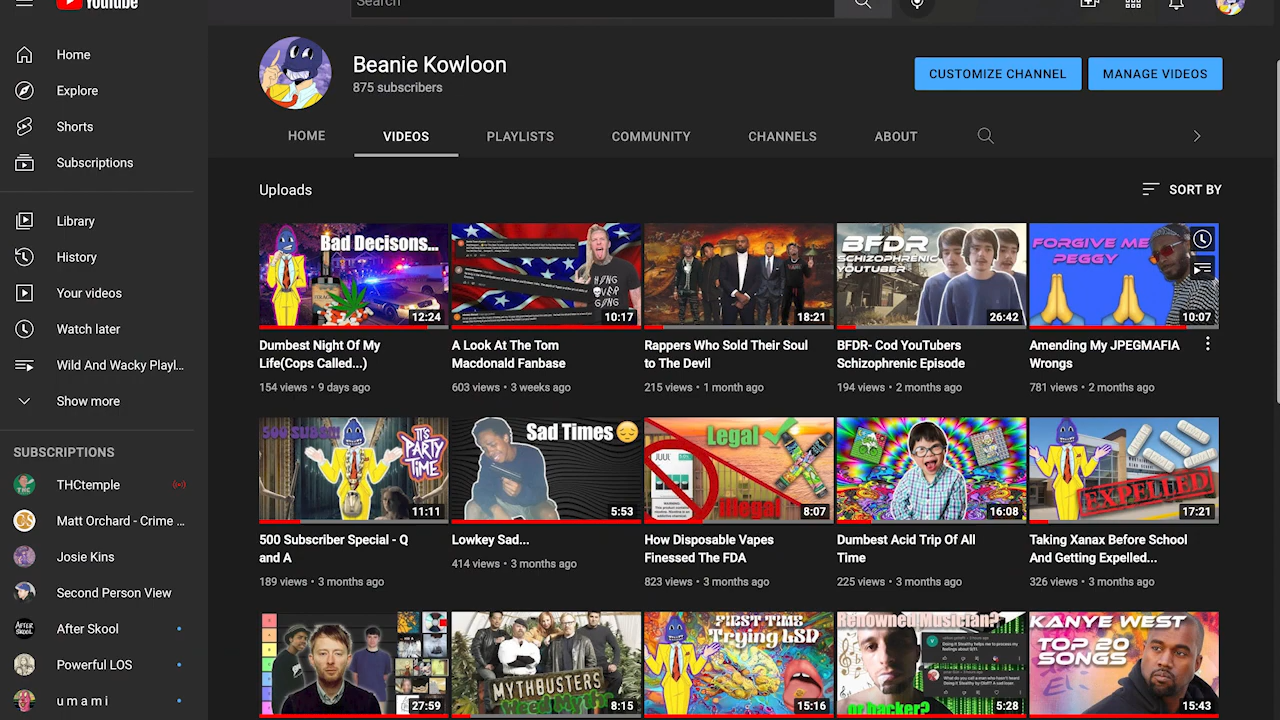 YouTube
Search
Home
Explore
Shorts
Subscriptions
Library
History
Your videos
Watch later
Wild And Wacky Playl...
Show more
SUBSCRIPTIONS
THCtemple
Matt Orchard - Crime ...
Josie Kins
Second Person View
After Skool
Powerful LOS
u m a m i
Beanie Kowloon
875 subscribers
CUSTOMIZE CHANNEL
MANAGE VIDEOS
HOME
VIDEOS
PLAYLISTS
COMMUNITY
CHANNELS
ABOUT
Uploads
SORT BY
Bad Decisons...
12:24
10:17
18:21
BFDR
SCHIZOPHRENIC
YOUTUBER
26:42
FORGIVE ME
PEGGY
10:07
Dumbest Night Of My
Life(Cops Called...)
154 views • 9 days ago
A Look At The Tom
Macdonald Fanbase
603 views • 3 weeks ago
Rappers Who Sold Their Soul
to The Devil
215 views • 1 month ago
BFDR- Cod YouTubers
Schizophrenic Episode
194 views • 2 months ago
Amending My JPEGMAFIA
Wrongs
781 views • 2 months ago
500 SUBS!!!
IT'S
PARTY
TIME
11:11
Sad Times
5:53
Legal
JUUL
illegal
8:07
16:08
EXPELLED
17:21
500 Subscriber Special - Q
and A
189 views • 3 months ago
Lowkey Sad...
414 views • 3 months ago
How Disposable Vapes
Finessed The FDA
823 views • 3 months ago
Dumbest Acid Trip Of All
Time
225 views • 3 months ago
Taking Xanax Before School
And Getting Expelled...
326 views • 3 months ago
27:59
MYTHBUSTERS
8:15
FIRST TIME
Trying LSD
15:16
Renowned Musician?
or hacker?
5:28
KANYE WEST
TOP 20
SONGS
15:43